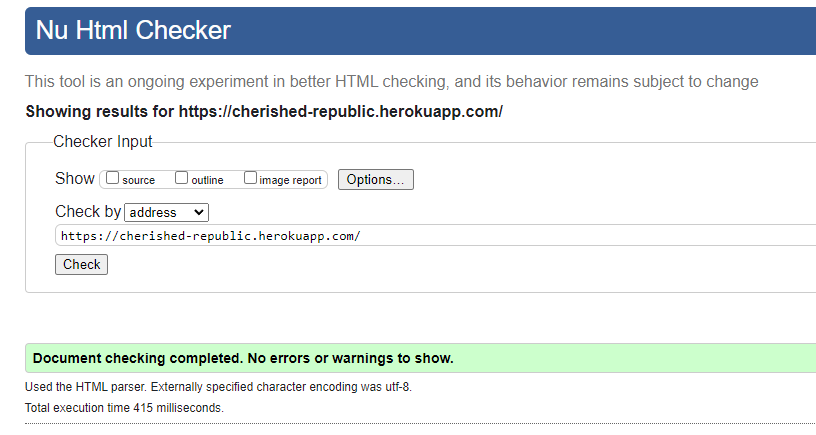 Nu Html Checker
This tool is an ongoing experiment in better HTML checking, and its behavior remains subject to change
Showing results for https://cherished-republic.herokuapp.com/
Checker Input
Show source outline image report Options...
Check by address
https://cherished-republic.herokuapp.com/
Check
Document checking completed. No errors or warnings to show.
Used the HTML parser. Externally specified character encoding was utf-8.
Total execution time 415 milliseconds.